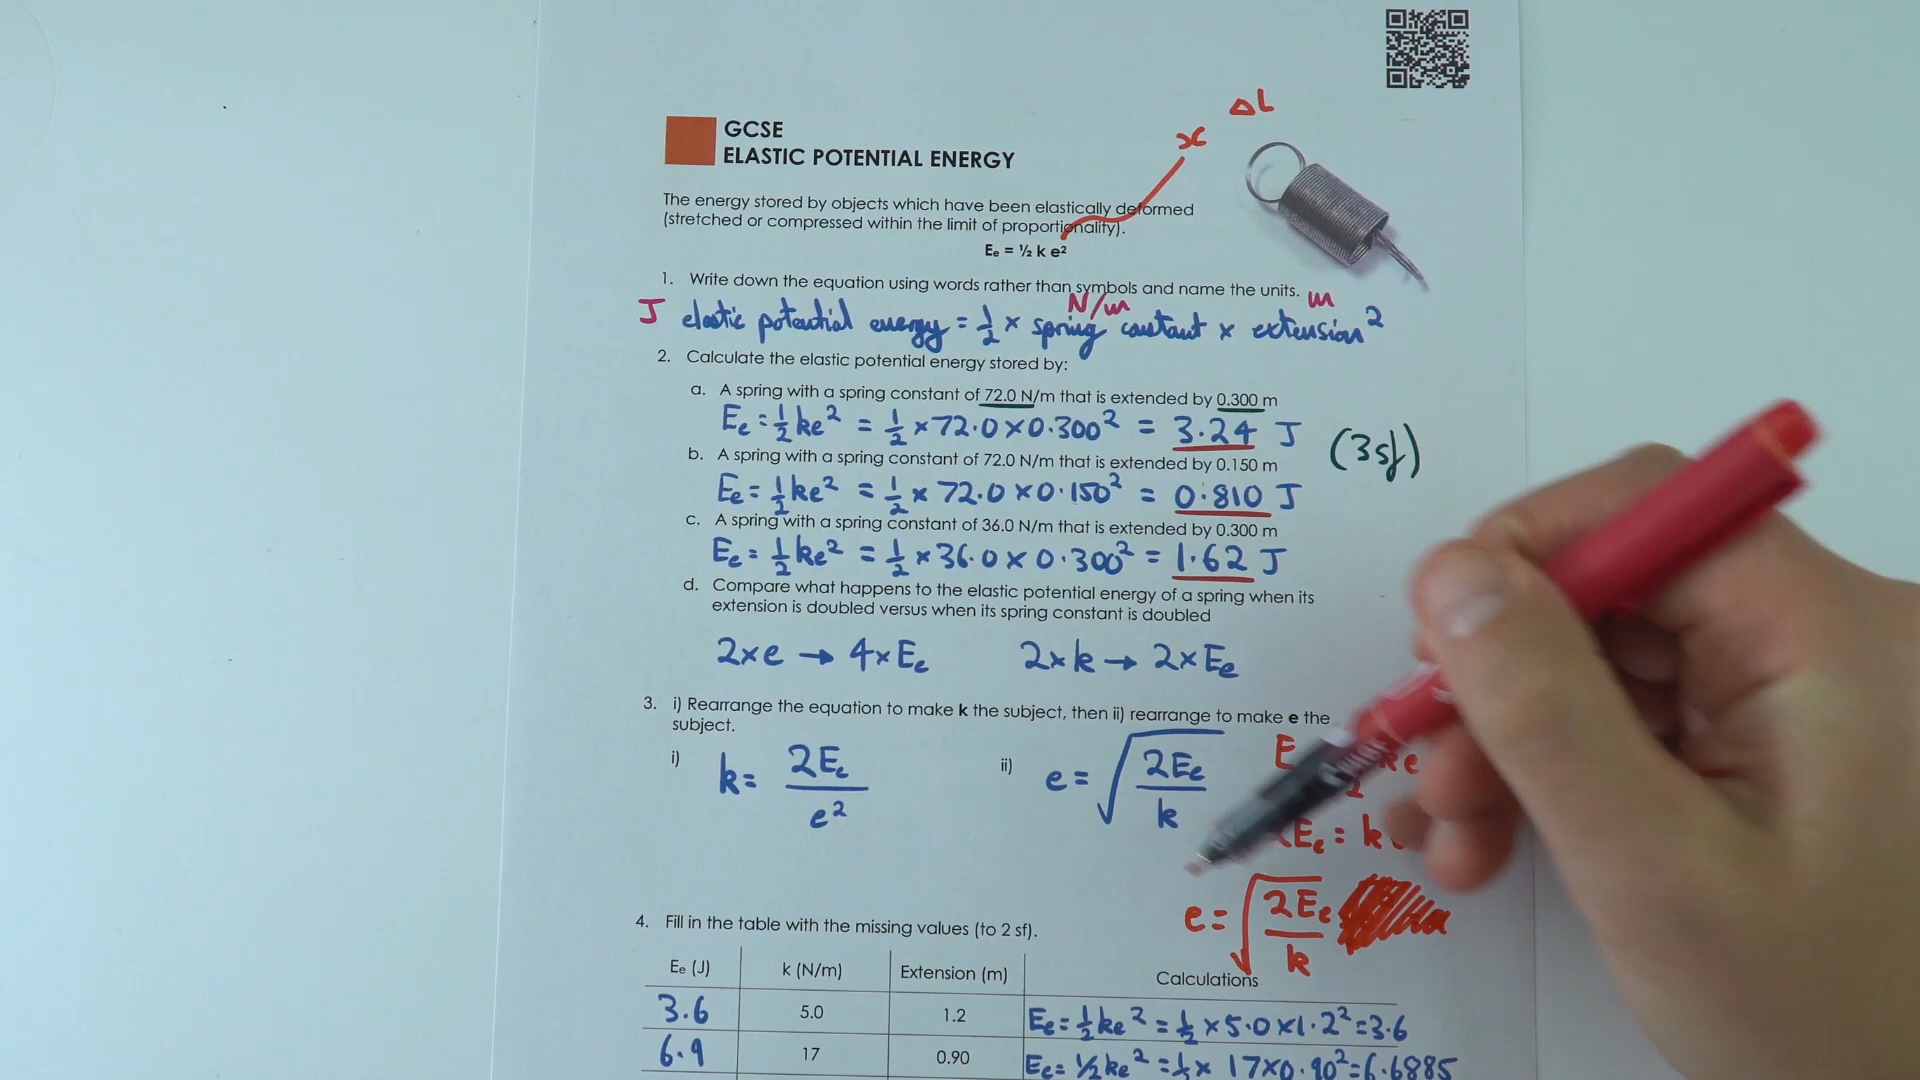 ΔL
GCSE
x
ELASTIC POTENTIAL ENERGY
The energy stored by objects which have been elastically deformed
(stretched or compressed within the limit of proportionality).
Eₑ = ½ k e²
1. Write down the equation using words rather than symbols and name the units.
N/m
m
J elastic potential energy = 1/2 × spring constant × extension²
2. Calculate the elastic potential energy stored by:
a. A spring with a spring constant of 72.0 N/m that is extended by 0.300 m
Eₑ = 1/2 ke² = 1/2 × 72.0 × 0.300² = 3.24 J
(3sf)
b. A spring with a spring constant of 72.0 N/m that is extended by 0.150 m
Eₑ = 1/2 ke² = 1/2 × 72.0 × 0.150² = 0.810 J
c. A spring with a spring constant of 36.0 N/m that is extended by 0.300 m
Eₑ = 1/2 ke² = 1/2 × 36.0 × 0.300² = 1.62 J
d. Compare what happens to the elastic potential energy of a spring when its
extension is doubled versus when its spring constant is doubled
2×e → 4×Eₑ 2×k → 2×Eₑ
3. i) Rearrange the equation to make k the subject, then ii) rearrange to make e the
subject.
i) k = 2Eₑ/e²
ii) e = √(2Eₑ/k)
Eₑ = k
e = √(2Eₑ/k)
4. Fill in the table with the missing values (to 2 sf).
Eₑ (J) k (N/m) Extension (m) Calculations
3.6 5.0 1.2 Eₑ = 1/2 ke² = 1/2 × 5.0 × 1.2² = 3.6
6.9 17 0.90 Eₑ = 1/2 ke² = 1/2 × 17 × 0.90² = 6.6885